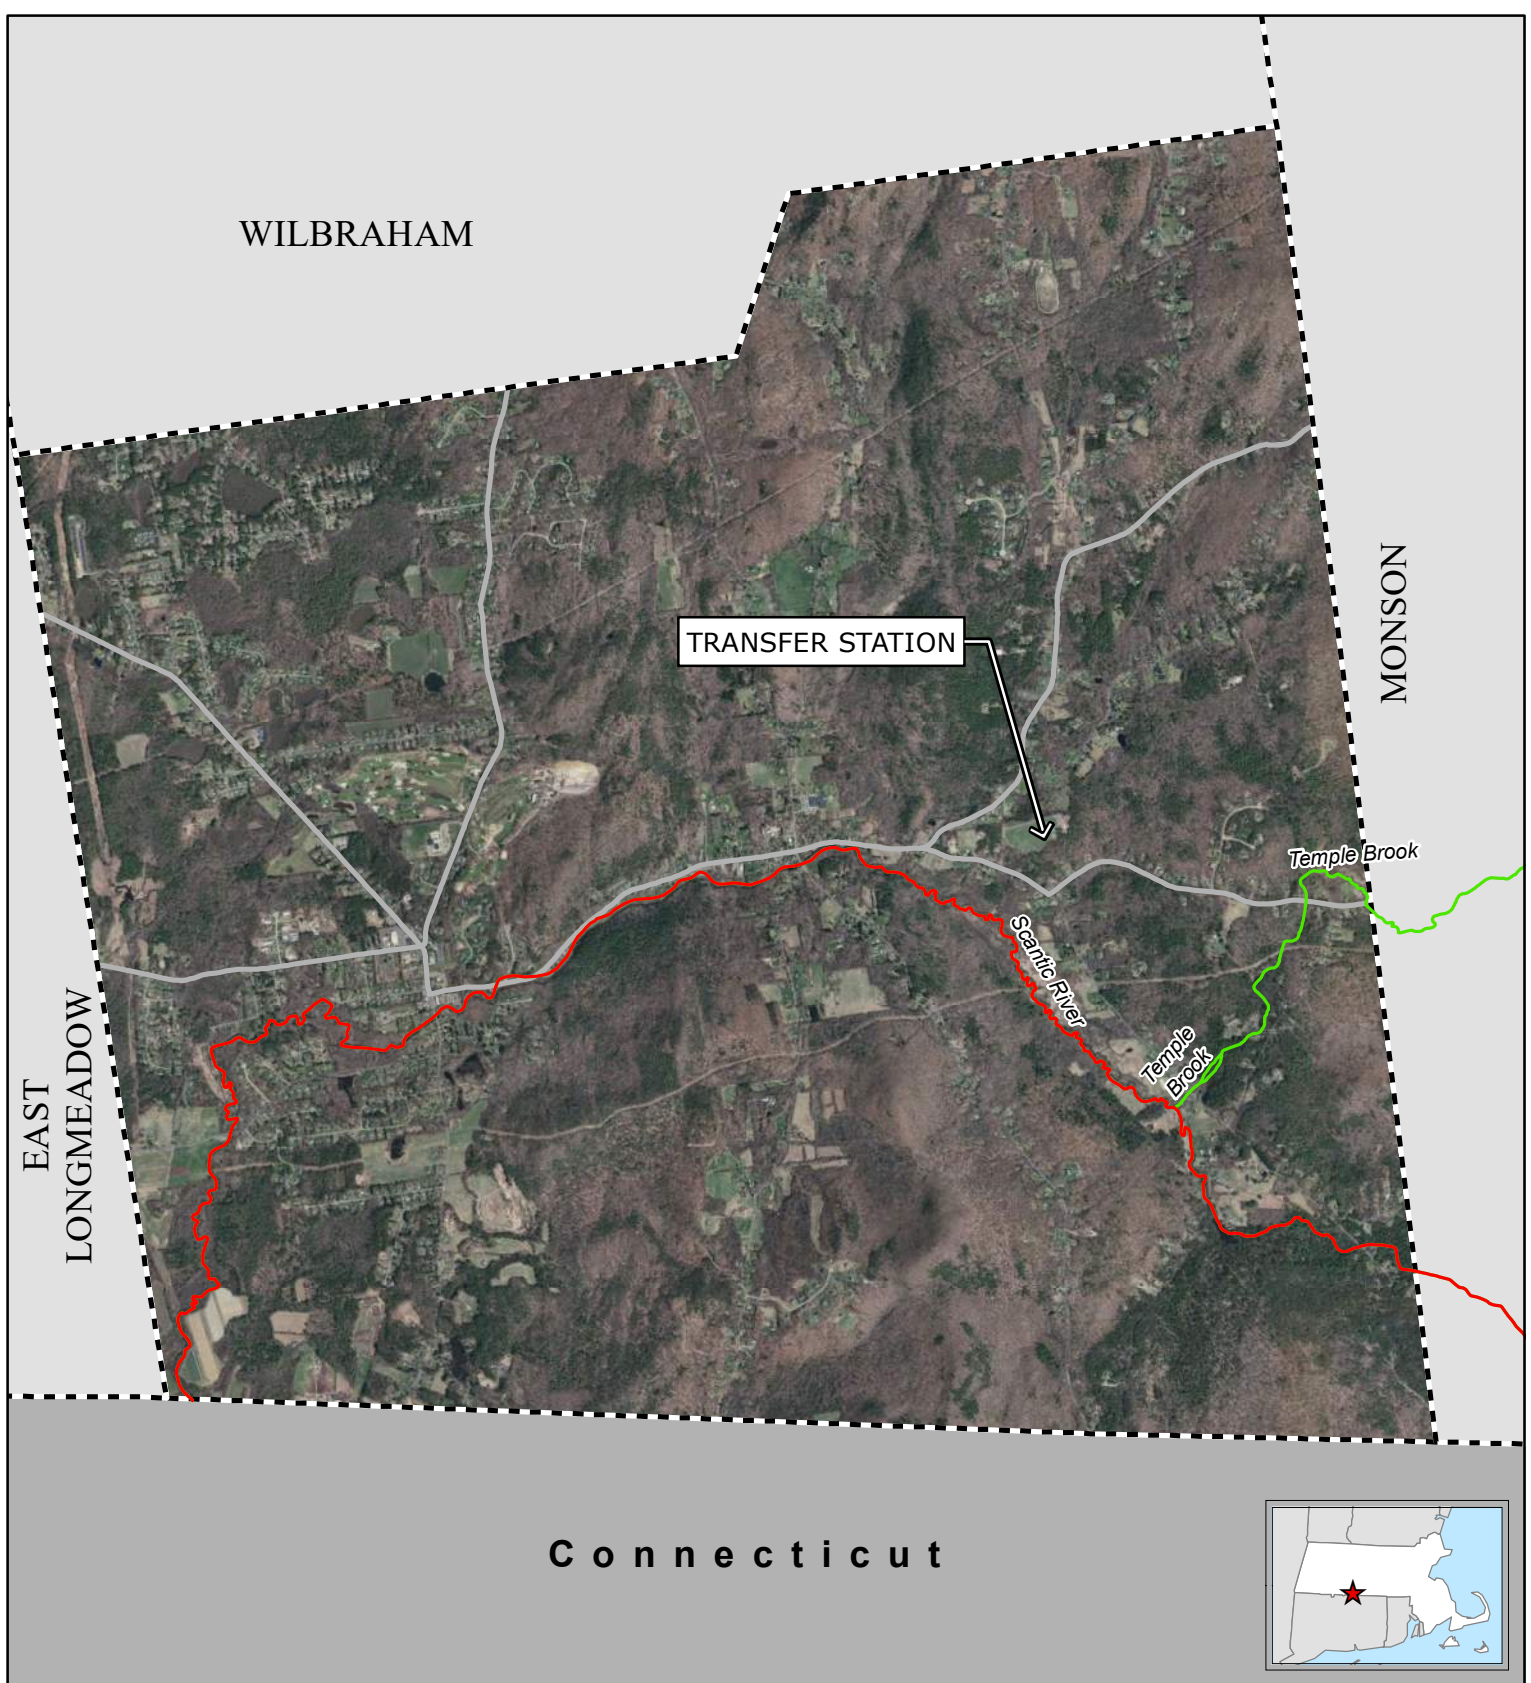 WILBRAHAM
MONSON
TRANSFER STATION
Temple Brook
Scantic River
Temple
Brook
EAST
LONGMEADOW
Connecticut